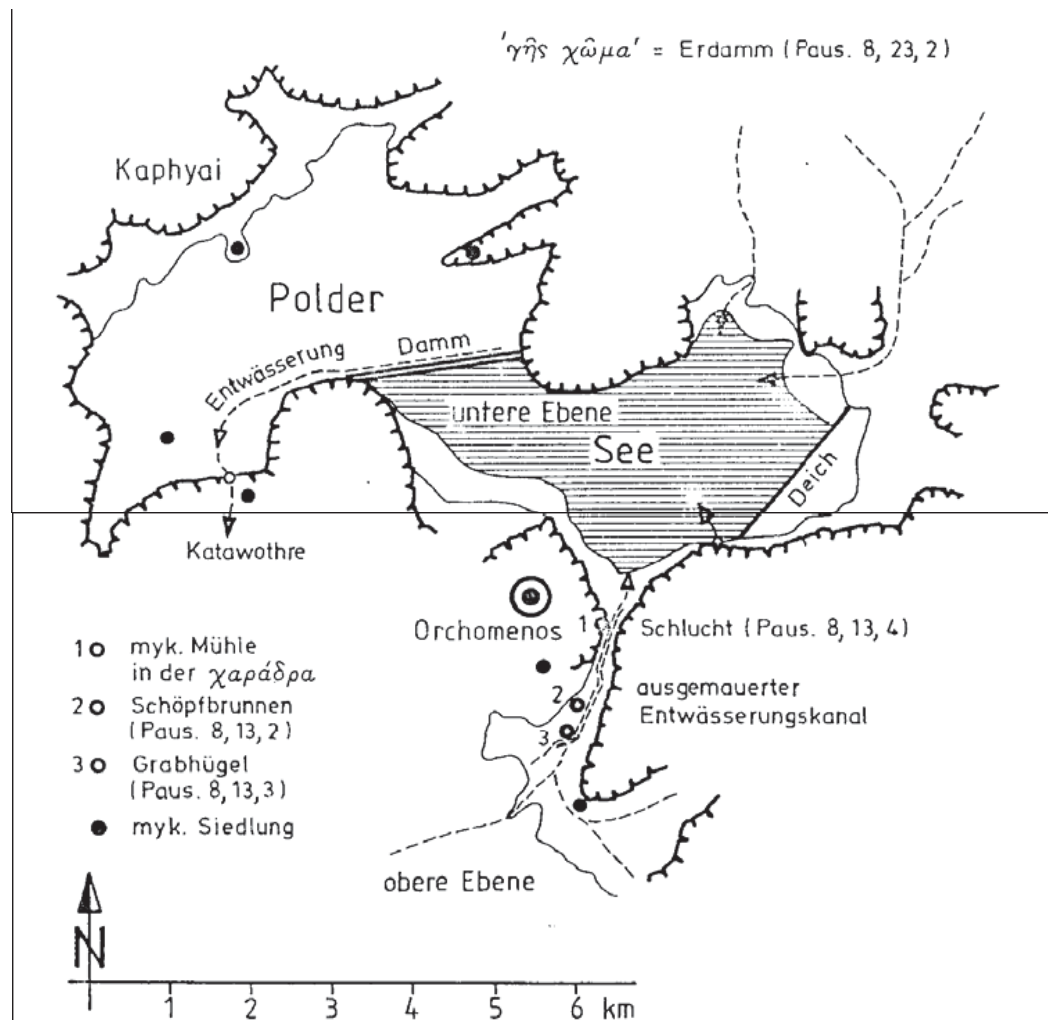 'γῆς χῶμα' = Erdamm (Paus. 8, 23, 2)
Kaphyai
Polder
Entwässerung
Damm
untere Ebene
See
Deich
Katawothre
Orchomenos
1
Schlucht (Paus. 8, 13, 4)
2
3
ausgemauerter
Entwässerungskanal
1 myk. Mühle
in der χαράδρα
2 Schöpfbrunnen
(Paus. 8, 13, 2)
3 Grabhügel
(Paus. 8, 13, 3)
myk. Siedlung
obere Ebene
N
1 2 3 4 5 6 km